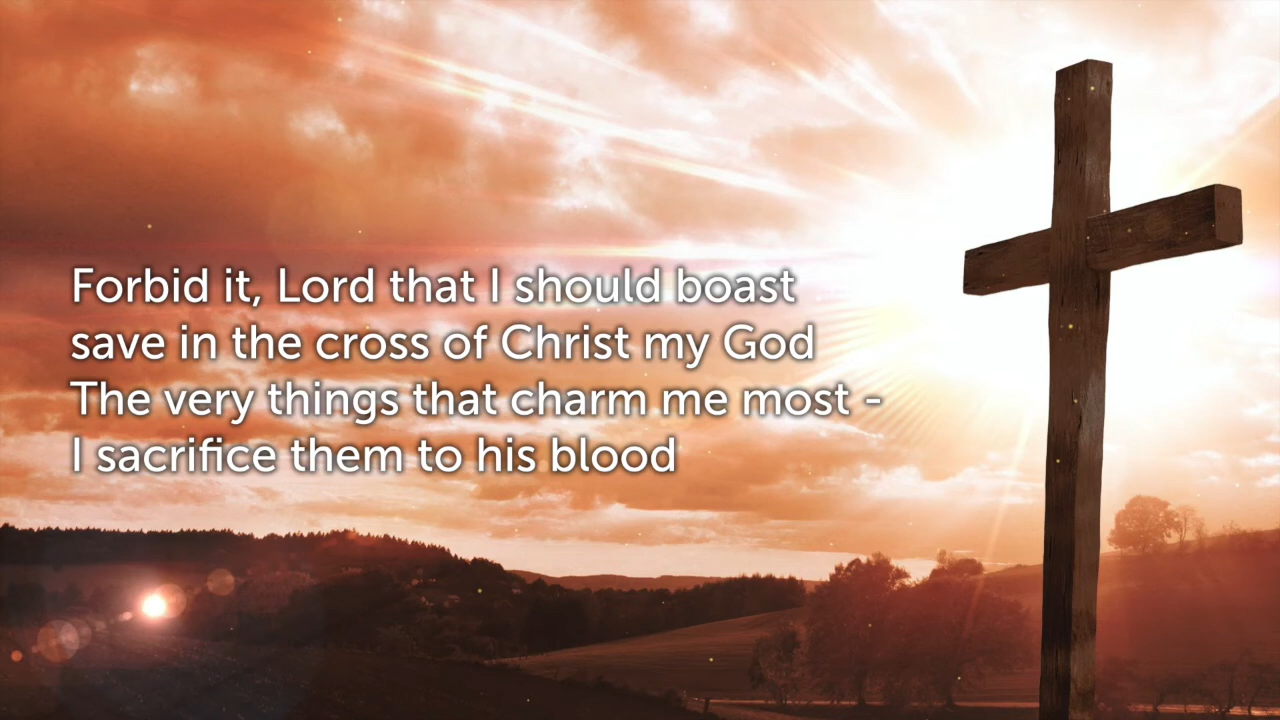 Forbid it, Lord that I should boast
save in the cross of Christ my God
The very things that charm me most -
I sacrifice them to his blood